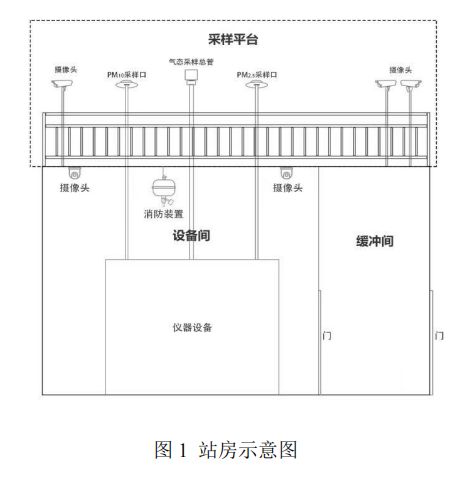 采样平台
气态采样总管
摄像头
摄像头
PM10采样口
PM2.5采样口
摄像头
摄像头
消防装置
设备间
缓冲间
仪器设备
门
门
图 1 站房示意图